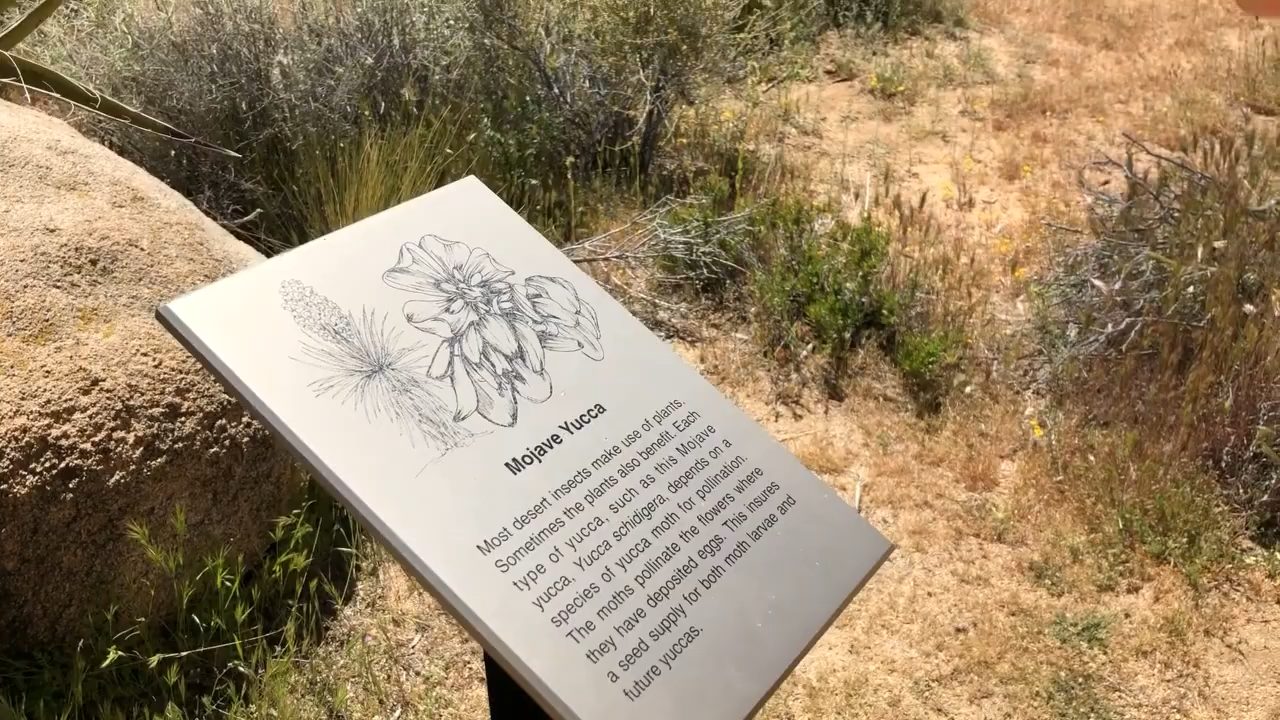 Mojave Yucca
Most desert insects make use of plants.
Sometimes the plants also benefit. Each
type of yucca, such as this Mojave
yucca, Yucca schidigera, depends on a
species of yucca moth for pollination.
The moths pollinate the flowers where
they have deposited eggs. This insures
a seed supply for both moth larvae and
future yuccas.